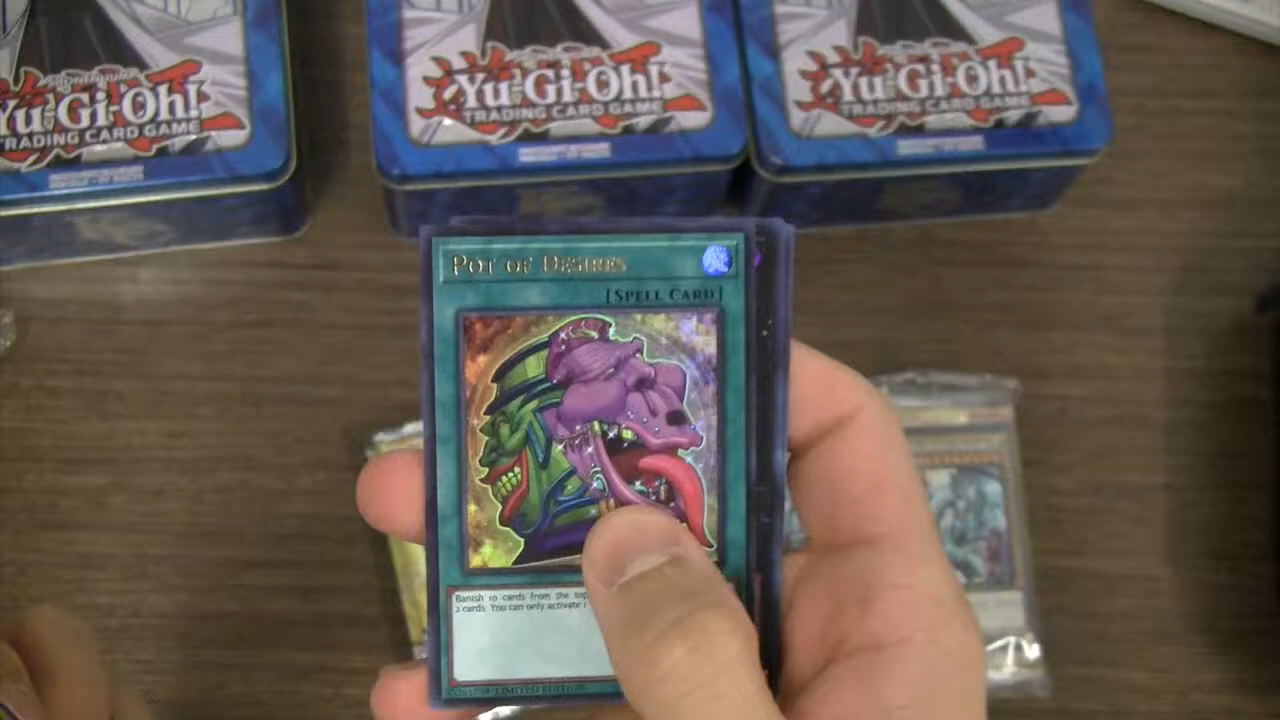 Yu-Gi-Oh!
TRADING CARD GAME
Yu-Gi-Oh!
TRADING CARD GAME
Yu-Gi-Oh!
TRADING CARD GAME
POT OF DESIRES
[SPELL CARD]
Banish 10 cards from the top
2 cards. You can only activate 1
LIMITED EDITION